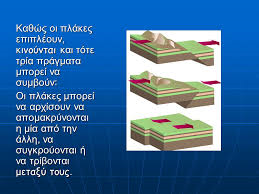 Καθώς οι πλάκες
επιπλέουν,
κινούνται και τότε
τρία πράγματα
μπορεί να
συμβούν:
Οι πλάκες μπορεί
να αρχίσουν να
απομακρύνονται
η μία από την
άλλη, να
συγκρούονται ή
να τρίβονται
μεταξύ τους.